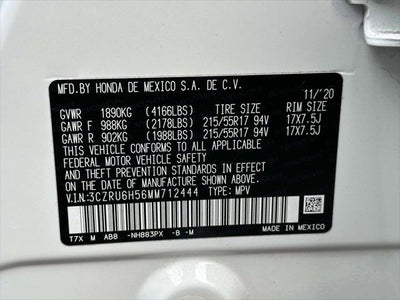 MFD.BY HONDA DE MEXICO S.A. DE C.V. 11/'20
GVWR 1890KG (4166LBS) TIRE SIZE RIM SIZE
GAWR F 988KG (2178LBS) 215/55R17 94V 17X7.5J
GAWR R 902KG (1988LBS) 215/55R17 94V 17X7.5J
THIS VEHICLE CONFORMS TO ALL APPLICABLE
FEDERAL MOTOR VEHICLE SAFETY AND THEFT
PREVENTION STANDARDS IN EFFECT ON THE
DATE OF MANUFACTURE SHOWN ABOVE.
V.I.N:3CZRU6H56MM712444 TYPE: MPV
T7X M AB8 -NH883PX -B -M MADE IN MEXICO